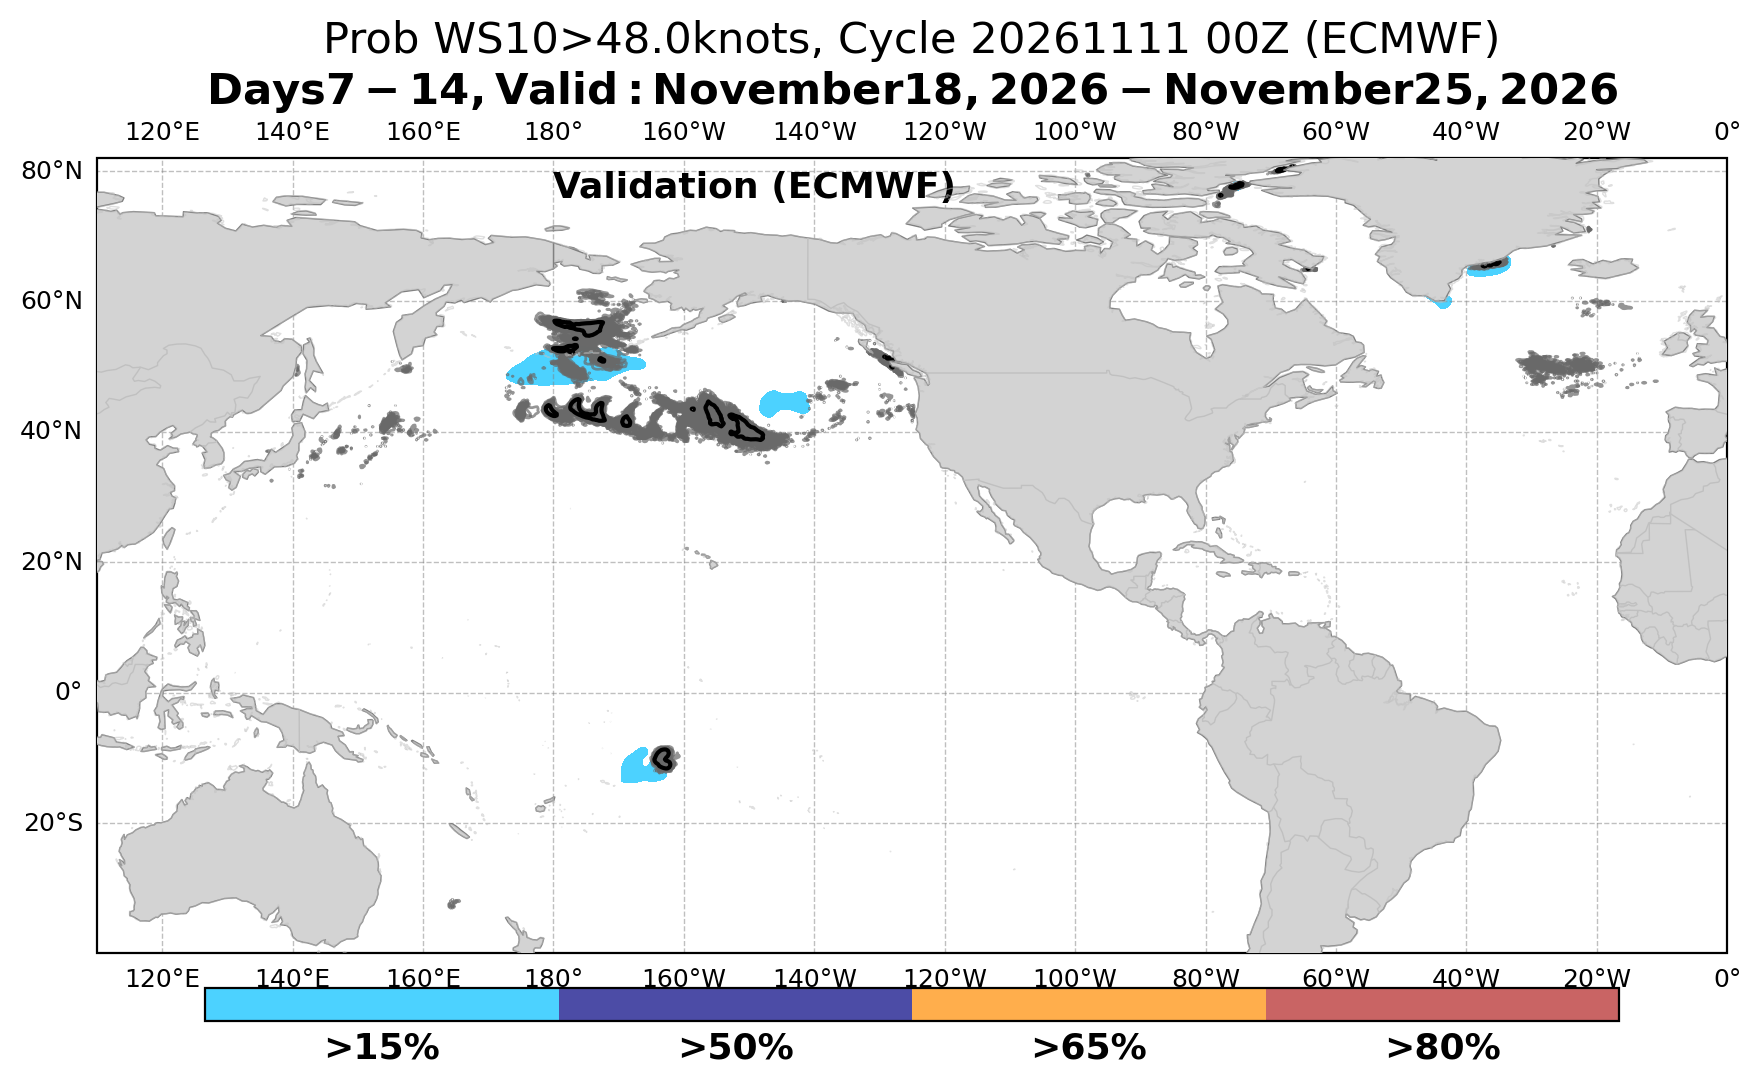 Prob WS10>48.0knots, Cycle 20261111 00Z (ECMWF)
Days7−14, Valid : November18, 2026−November25, 2026
120°E 140°E 160°E 180° 160°W 140°W 120°W 100°W 80°W 60°W 40°W 20°W 0°
80°N
Validation (ECMWF)
60°N
40°N
20°N
0°
20°S
120°E 140°E 160°E 180° 160°W 140°W 120°W 100°W 80°W 60°W 40°W 20°W 0°
>15% >50% >65% >80%